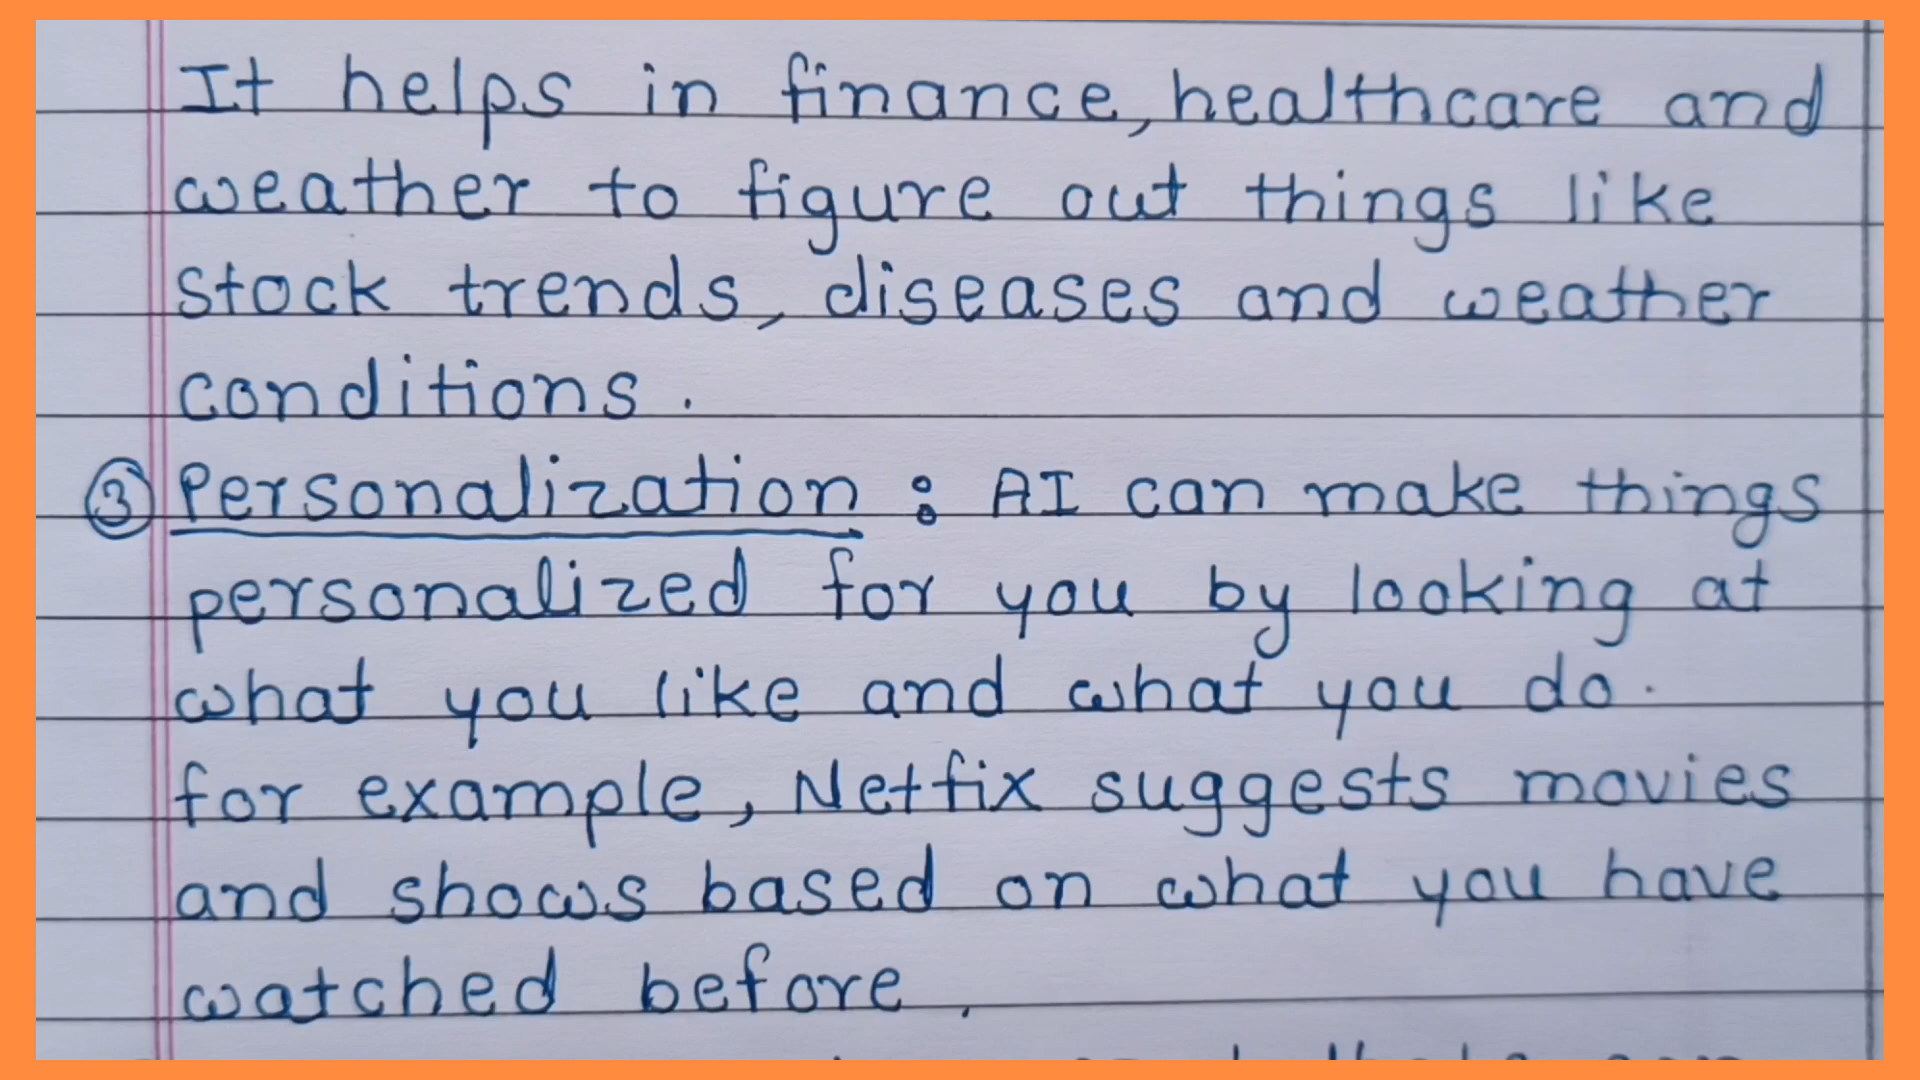 It helps in finance, healthcare and
weather to figure out things like
stock trends, diseases and weather
conditions.
③ Personalization : AI can make things
personalized for you by looking at
what you like and what you do.
for example, Netfix suggests movies
and shows based on what you have
watched before.